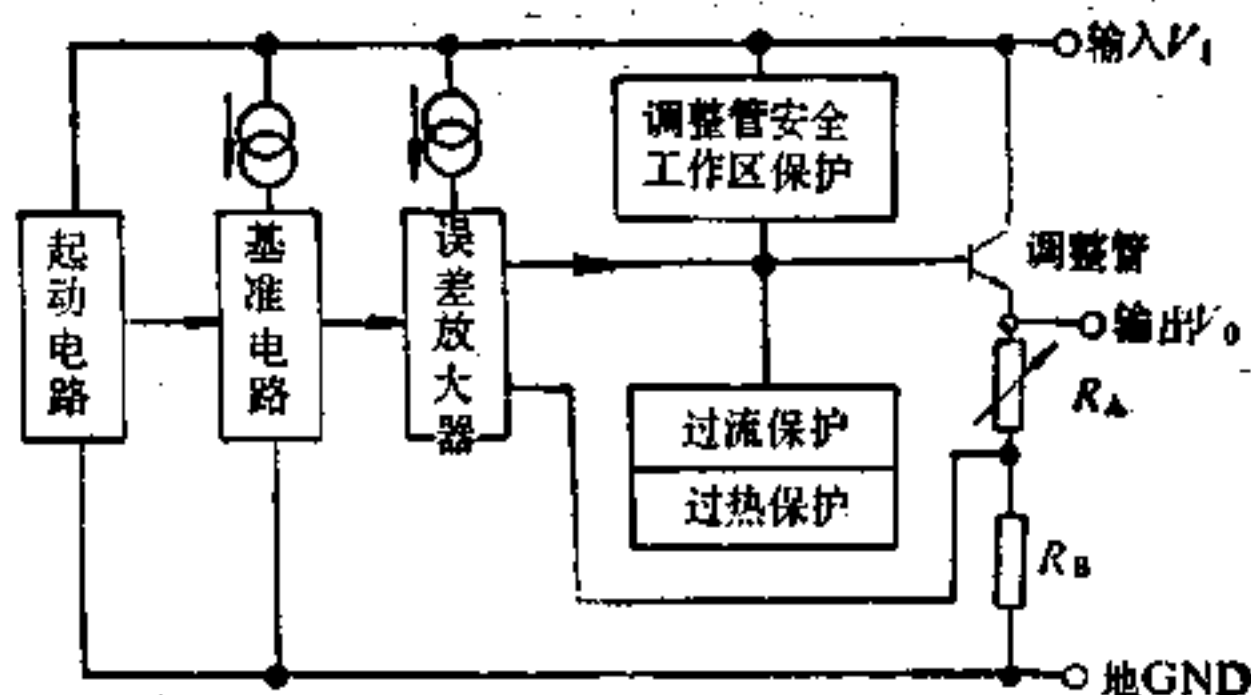 输入V₁
调整管安全
工作区保护
起动电路
基准电路
误差放大器
调整管
输出V₀
R_A
过流保护
过热保护
R_B
地GND